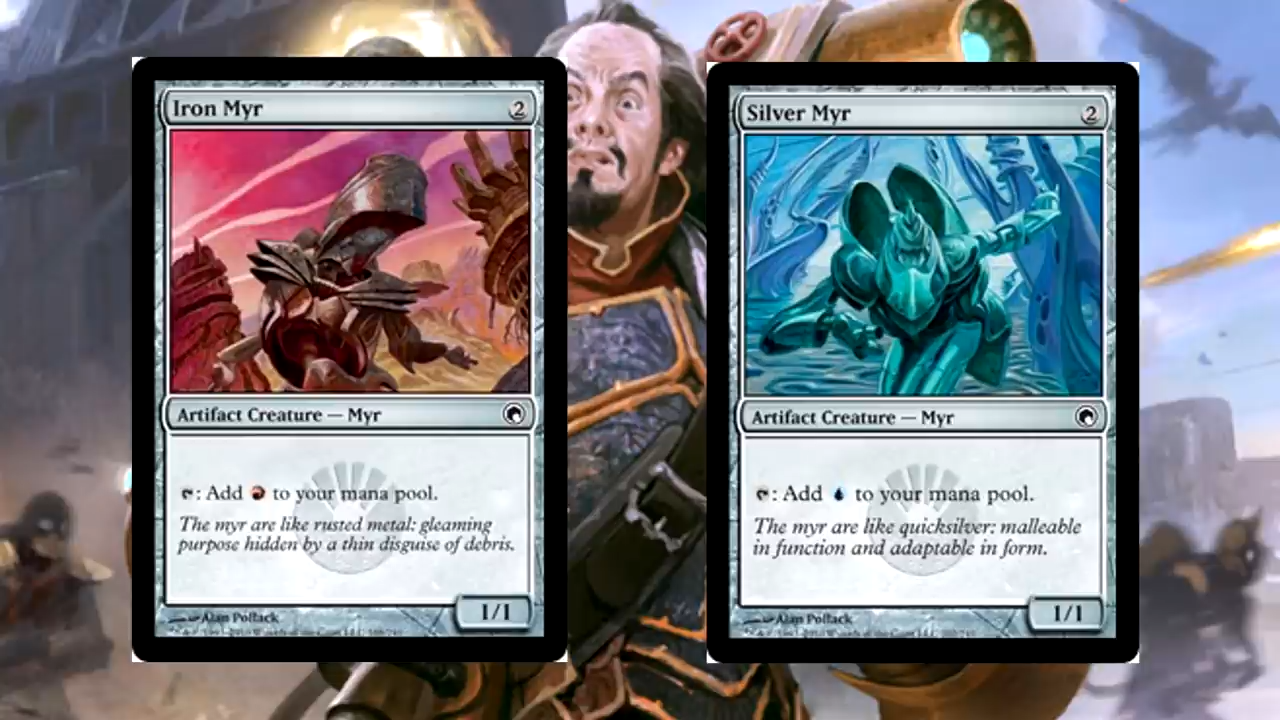 Iron Myr 2
Artifact Creature — Myr
: Add to your mana pool.
The myr are like rusted metal: gleaming
purpose hidden by a thin disguise of debris.
1/1
Alan Pollack
Silver Myr 2
Artifact Creature — Myr
: Add to your mana pool.
The myr are like quicksilver: malleable
in function and adaptable in form.
1/1
Alan Pollack